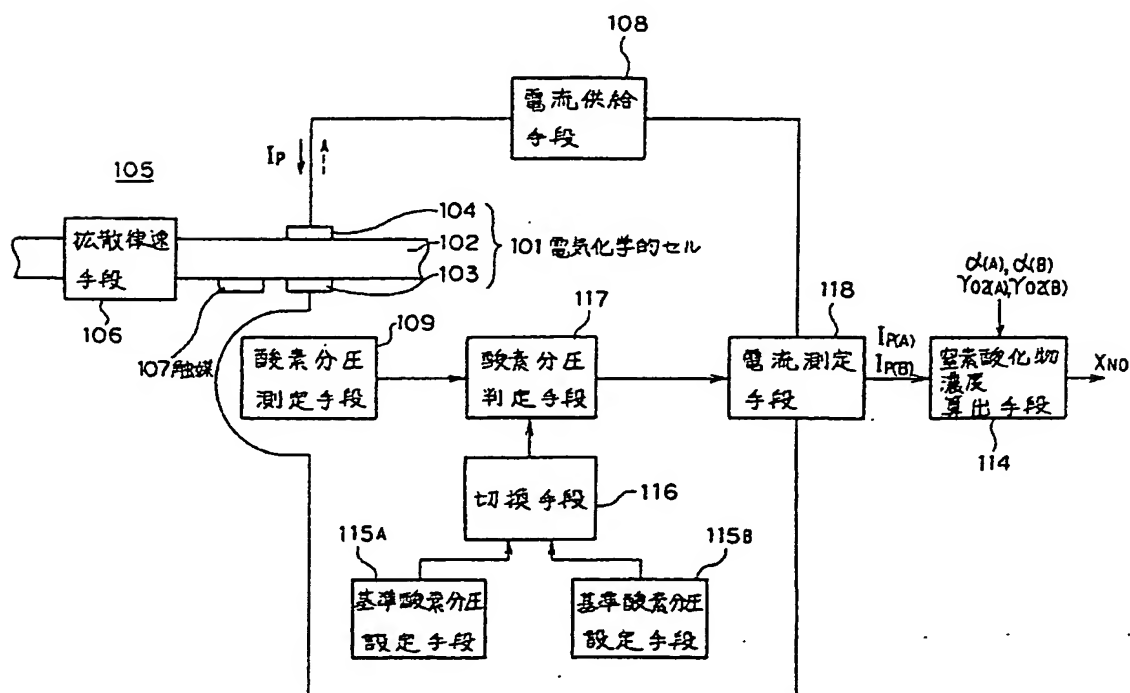 108
電流供給
手段
IP
105
拡散律速
手段
106
104
102
103
101 電気化学的セル
107触媒
109
酸素分圧
測定手段
117
酸素分圧
判定手段
118
電流測定
手段
IP(A)
IP(B)
α(A), α(B)
γO2(A), γO2(B)
窒素酸化物
濃度
算出手段
114
XNO
切換手段
116
115A
基準酸素分圧
設定手段
115B
基準酸素分圧
設定手段